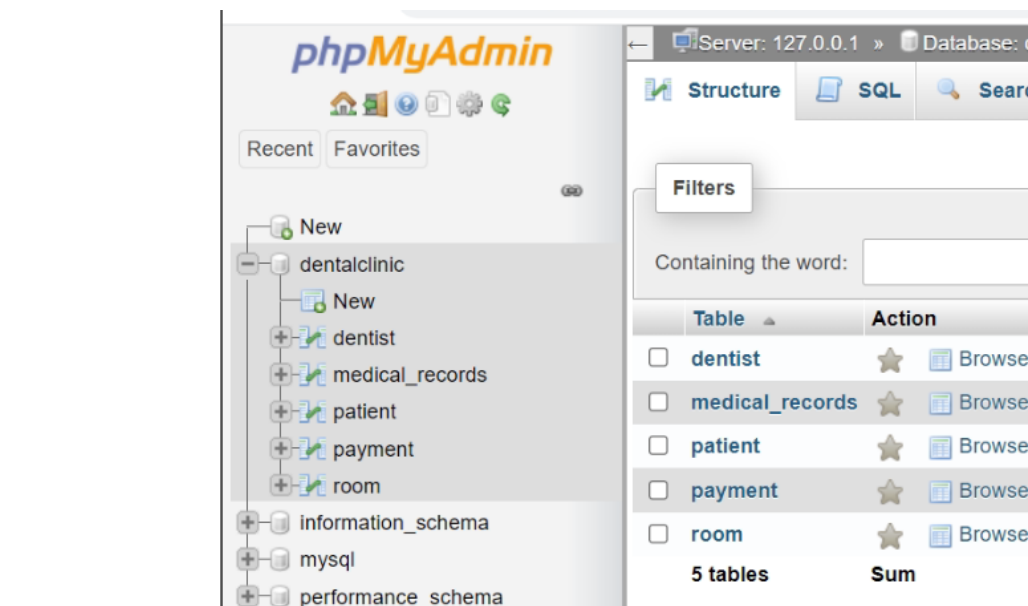 phpMyAdmin
Recent Favorites
New
dentalclinic
New
dentist
medical_records
patient
payment
room
information_schema
mysql
performance_schema
Server: 127.0.0.1 » Database:
Structure SQL
Filters
Containing the word:
Table Action
dentist Browse
medical_records Browse
patient Browse
payment Browse
room Browse
5 tables Sum